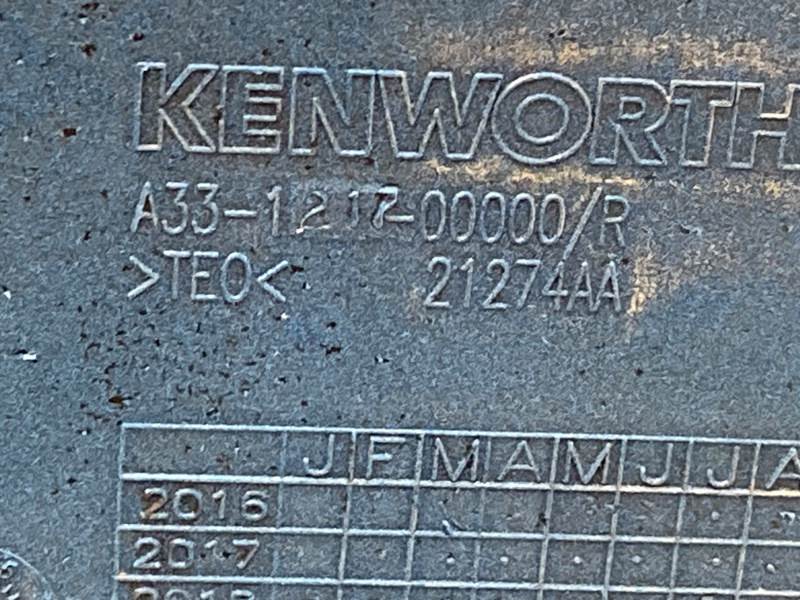 KENWORTH
A33-1217-00000/R
>TEO<
21274AA
J F M A M J J A
2016
2017